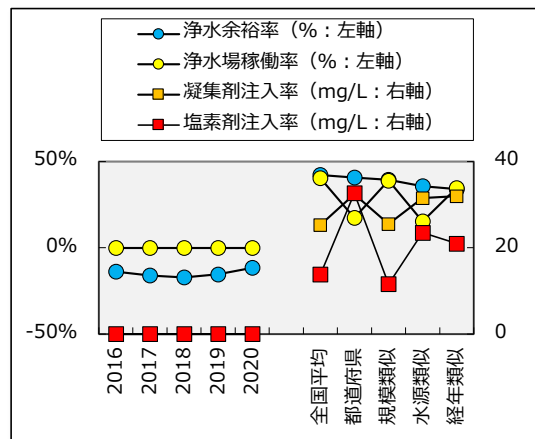 浄水余裕率（%：左軸）
浄水場稼働率（%：左軸）
凝集剤注入率（mg/L：右軸）
塩素剤注入率（mg/L：右軸）
50%
0%
-50%
40
20
0
2016
2017
2018
2019
2020
全国平均
都道府県
規模類似
水源類似
経年類似